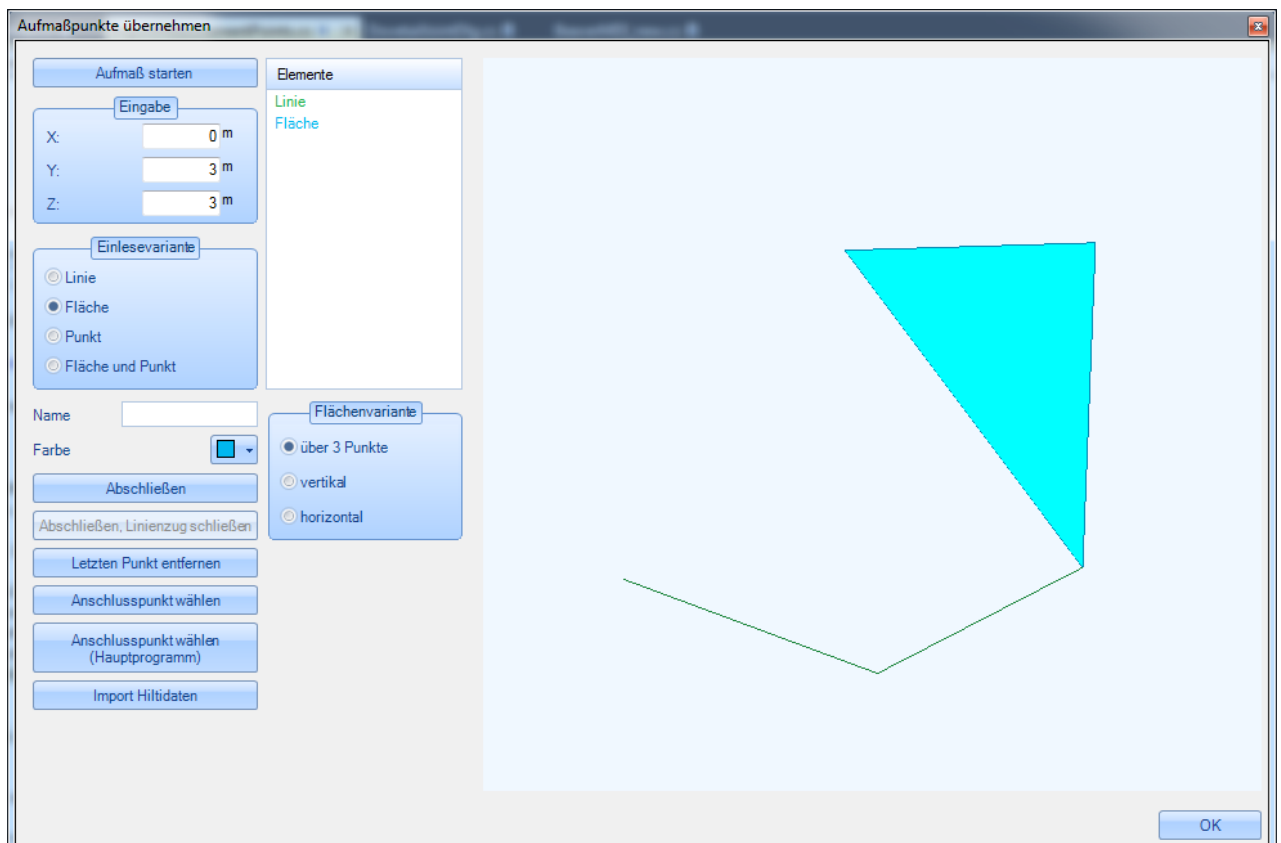 Aufmaßpunkte übernehmen
Aufmaß starten
Eingabe
X: 0 m
Y: 3 m
Z: 3 m
Einlesevariante
Linie
Fläche
Punkt
Fläche und Punkt
Name
Farbe
Abschließen
Abschließen, Linienzug schließen
Letzten Punkt entfernen
Anschlusspunkt wählen
Anschlusspunkt wählen
(Hauptprogramm)
Import Hiltidaten
Elemente
Linie
Fläche
Flächenvariante
über 3 Punkte
vertikal
horizontal
OK